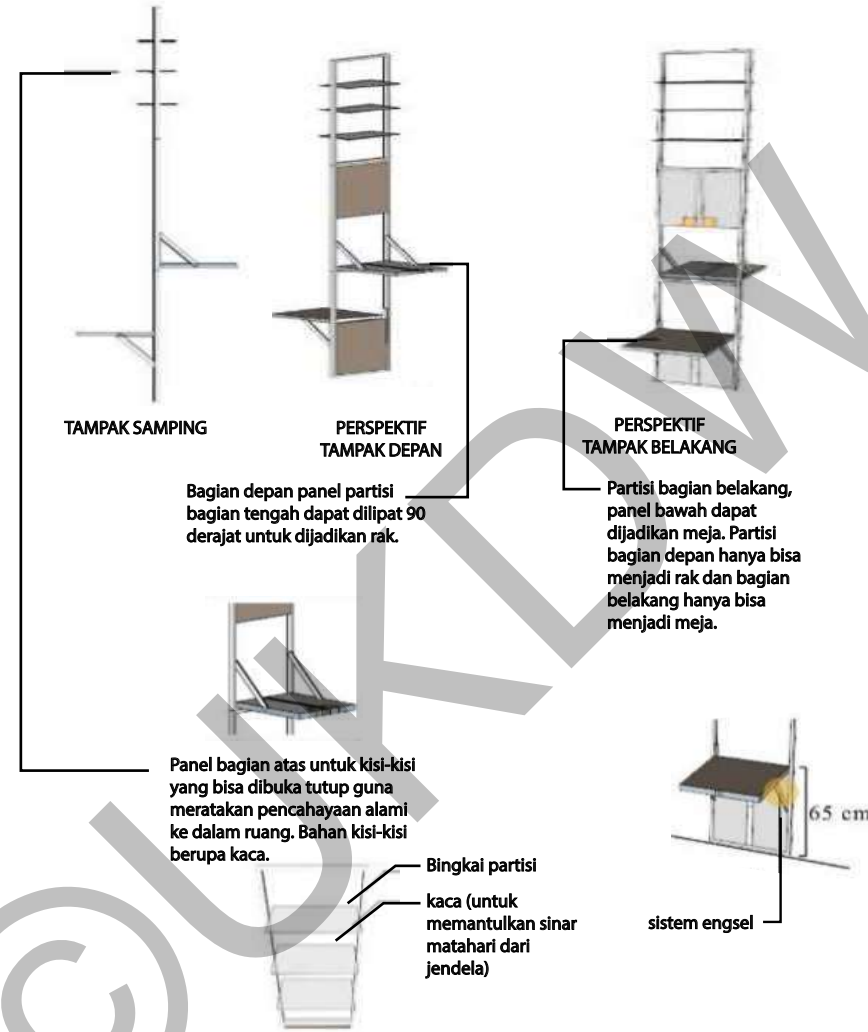 TAMPAK SAMPING
PERSPEKTIF
TAMPAK DEPAN
PERSPEKTIF
TAMPAK BELAKANG
Bagian depan panel partisi
bagian tengah dapat dilipat 90
derajat untuk dijadikan rak.
Partisi bagian belakang,
panel bawah dapat
dijadikan meja. Partisi
bagian depan hanya bisa
menjadi rak dan bagian
belakang hanya bisa
menjadi meja.
Panel bagian atas untuk kisi-kisi
yang bisa dibuka tutup guna
meratakan pencahayaan alami
ke dalam ruang. Bahan kisi-kisi
berupa kaca.
65 cm
Bingkai partisi
kaca (untuk
memantulkan sinar
matahari dari
jendela)
sistem engsel
©UKDW